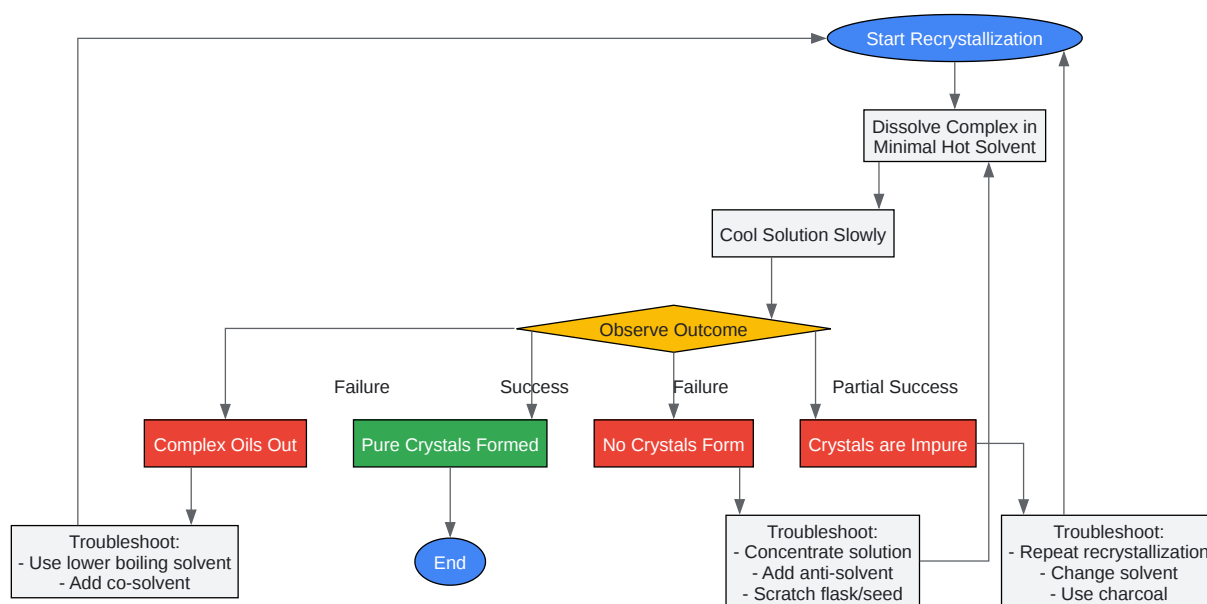 Start Recrystallization
Dissolve Complex in
Minimal Hot Solvent
Cool Solution Slowly
Observe Outcome
Failure
Success
Failure
Partial Success
Complex Oils Out
Pure Crystals Formed
No Crystals Form
Crystals are Impure
Troubleshoot:
- Use lower boiling solvent
- Add co-solvent
End
Troubleshoot:
- Concentrate solution
- Add anti-solvent
- Scratch flask/seed
Troubleshoot:
- Repeat recrystallization
- Change solvent
- Use charcoal